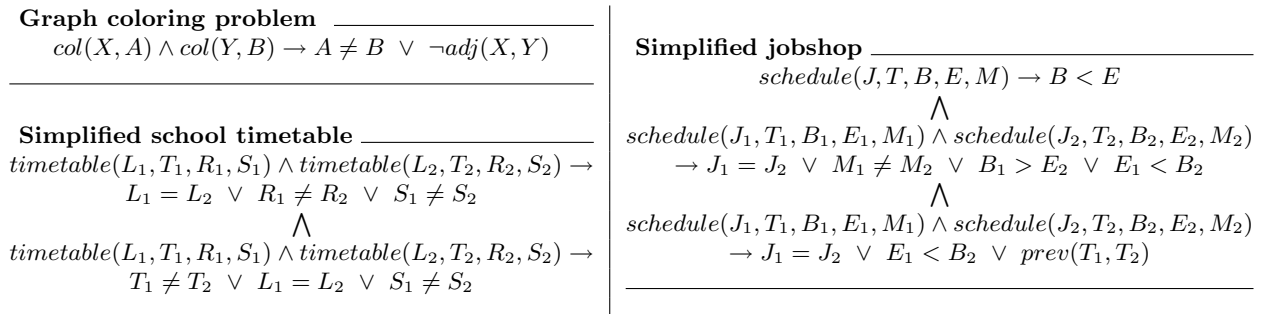 Graph coloring problem
col(X, A) ∧ col(Y, B) → A ≠ B ∨ ¬adj(X, Y)
Simplified school timetable
timetable(L₁, T₁, R₁, S₁) ∧ timetable(L₂, T₂, R₂, S₂) →
L₁ = L₂ ∨ R₁ ≠ R₂ ∨ S₁ ≠ S₂
⋀
timetable(L₁, T₁, R₁, S₁) ∧ timetable(L₂, T₂, R₂, S₂) →
T₁ ≠ T₂ ∨ L₁ = L₂ ∨ S₁ ≠ S₂
Simplified jobshop
schedule(J, T, B, E, M) → B < E
⋀
schedule(J₁, T₁, B₁, E₁, M₁) ∧ schedule(J₂, T₂, B₂, E₂, M₂)
→ J₁ = J₂ ∨ M₁ ≠ M₂ ∨ B₁ > E₂ ∨ E₁ < B₂
⋀
schedule(J₁, T₁, B₁, E₁, M₁) ∧ schedule(J₂, T₂, B₂, E₂, M₂)
→ J₁ = J₂ ∨ E₁ < B₂ ∨ prev(T₁, T₂)